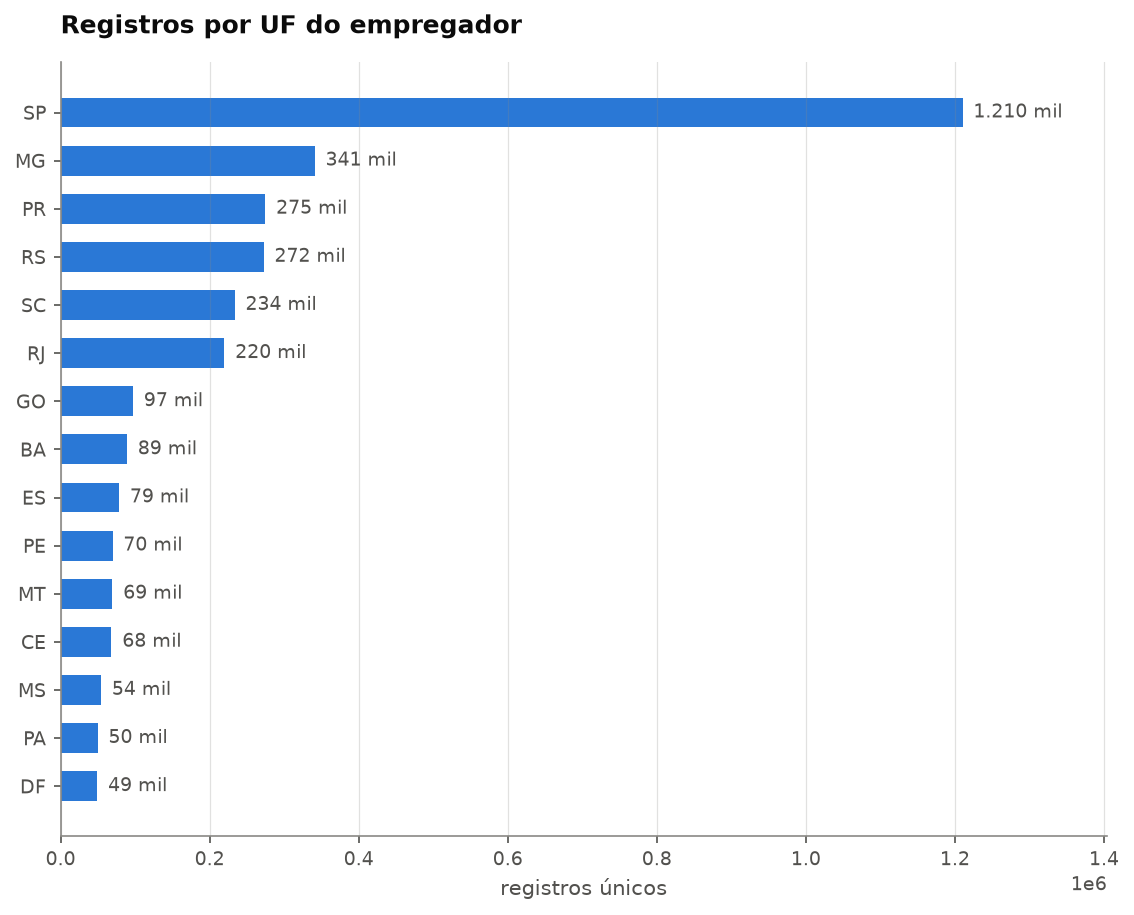 Registros por UF do empregador
SP 1.210 mil
MG 341 mil
PR 275 mil
RS 272 mil
SC 234 mil
RJ 220 mil
GO 97 mil
BA 89 mil
ES 79 mil
PE 70 mil
MT 69 mil
CE 68 mil
MS 54 mil
PA 50 mil
DF 49 mil
0.0 0.2 0.4 0.6 0.8 1.0 1.2 1.4
1e6
registros únicos